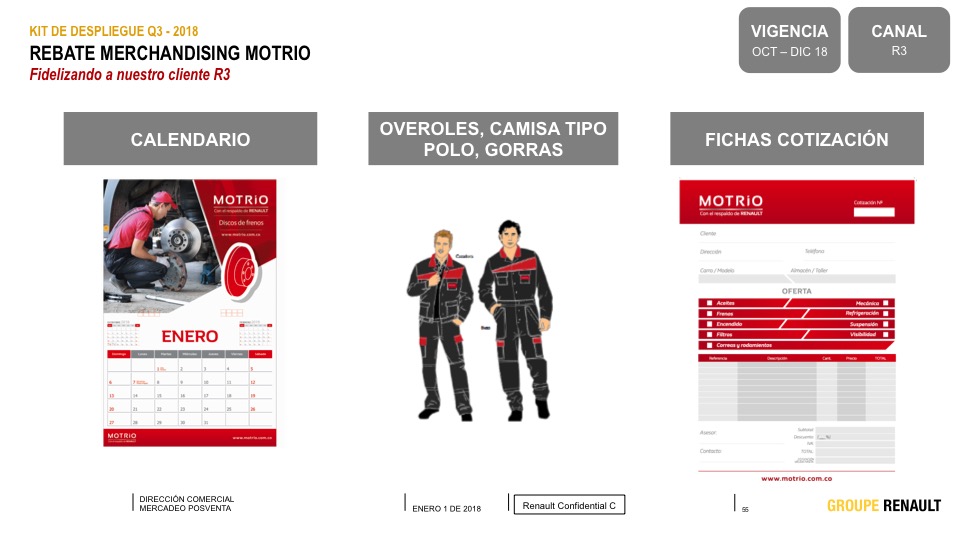 KIT DE DESPLIEGUE Q3 - 2018
REBATE MERCHANDISING MOTRIO
Fidelizando a nuestro cliente R3
VIGENCIA
OCT – DIC 18
CANAL
R3
CALENDARIO
OVEROLES, CAMISA TIPO
POLO, GORRAS
FICHAS COTIZACIÓN
MOTRiO
Con el respaldo de RENAULT
Discos de frenos
www.motrio.com.co
ENERO
Domingo Lunes Martes Miércoles Jueves Viernes Sábado
1 2 3 4 5
6 7 8 9 10 11 12
13 14 15 16 17 18 19
20 21 22 23 24 25 26
27 28 29 30 31
MOTRiO
www.motrio.com.co
MOTRiO
Con el respaldo de RENAULT
Cotización Nº
Cliente
Dirección Teléfono
Carro / Modelo Almacén / Taller
OFERTA
Aceites Mecánica
Frenos Refrigeración
Encendido Suspensión
Filtros Visibilidad
Correas y rodamientos
Referencia Descripción Cant. Precio TOTAL
Asesor:
Subtotal
Descuento
IVA
Contacto:
TOTAL
www.motrio.com.co
DIRECCIÓN COMERCIAL
MERCADEO POSVENTA
ENERO 1 DE 2018
Renault Confidential C
55
GROUPE RENAULT